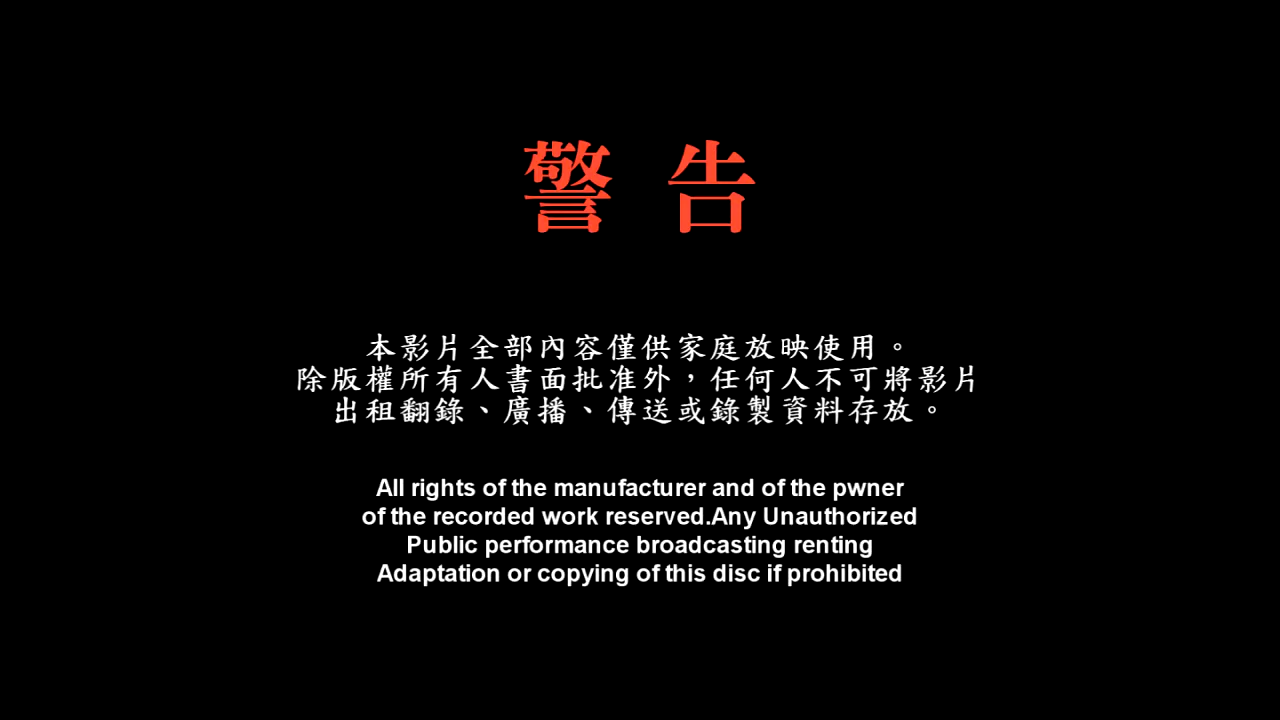 警告
本影片全部內容僅供家庭放映使用。
除版權所有人書面批准外，任何人不可將影片
出租翻錄、廣播、傳送或錄製資料存放。
All rights of the manufacturer and of the pwner
of the recorded work reserved.Any Unauthorized
Public performance broadcasting renting
Adaptation or copying of this disc if prohibited